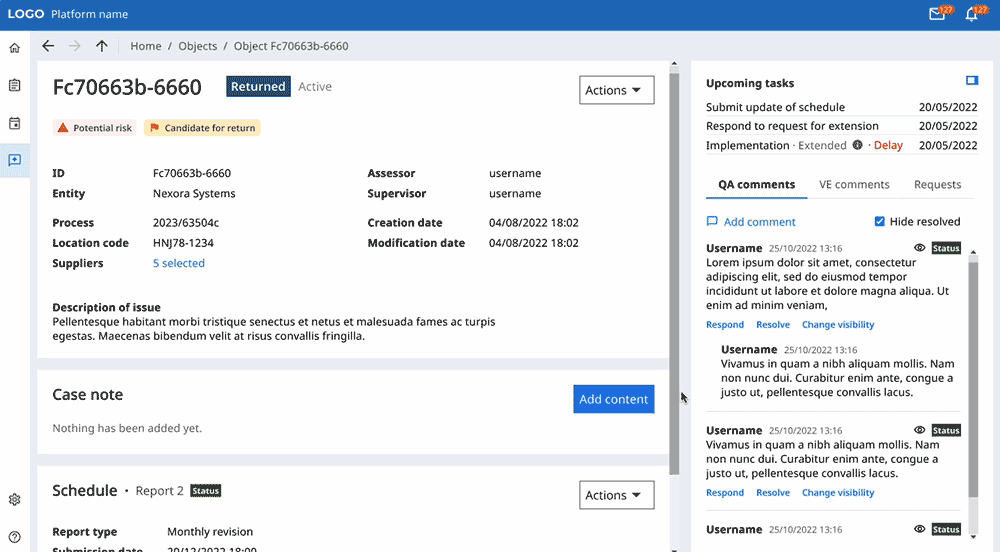 LOGO Platform name
127
127
Home / Objects / Object Fc70663b-6660
Fc70663b-6660 Returned Active
Actions
Potential risk Candidate for return
ID Fc70663b-6660
Entity Nexora Systems
Process 2023/63504c
Location code HNJ78-1234
Suppliers 5 selected
Assessor username
Supervisor username
Creation date 04/08/2022 18:02
Modification date 04/08/2022 18:02
Description of issue
Pellentesque habitant morbi tristique senectus et netus et malesuada fames ac turpis
egestas. Maecenas bibendum velit at risus convallis fringilla.
Case note
Add content
Nothing has been added yet.
Schedule • Report 2 Status
Actions
Report type Monthly revision
Submission date 20/12/2022 18:00
Upcoming tasks
Submit update of schedule 20/05/2022
Respond to request for extension 20/05/2022
Implementation · Extended · Delay 20/05/2022
QA comments VE comments Requests
Add comment Hide resolved
Username 25/10/2022 13:16 Status
Lorem ipsum dolor sit amet, consectetur
adipiscing elit, sed do eiusmod tempor
incididunt ut labore et dolore magna aliqua. Ut
enim ad minim veniam,
Respond Resolve Change visibility
Username 25/10/2022 13:16
Vivamus in quam a nibh aliquam mollis. Nam
non nunc dui. Curabitur enim ante, congue a
justo ut, pellentesque convallis lacus.
Username 25/10/2022 13:16 Status
Vivamus in quam a nibh aliquam mollis. Nam
non nunc dui. Curabitur enim ante, congue a
justo ut, pellentesque convallis lacus.
Respond Resolve Change visibility
Username 25/10/2022 13:16 Status